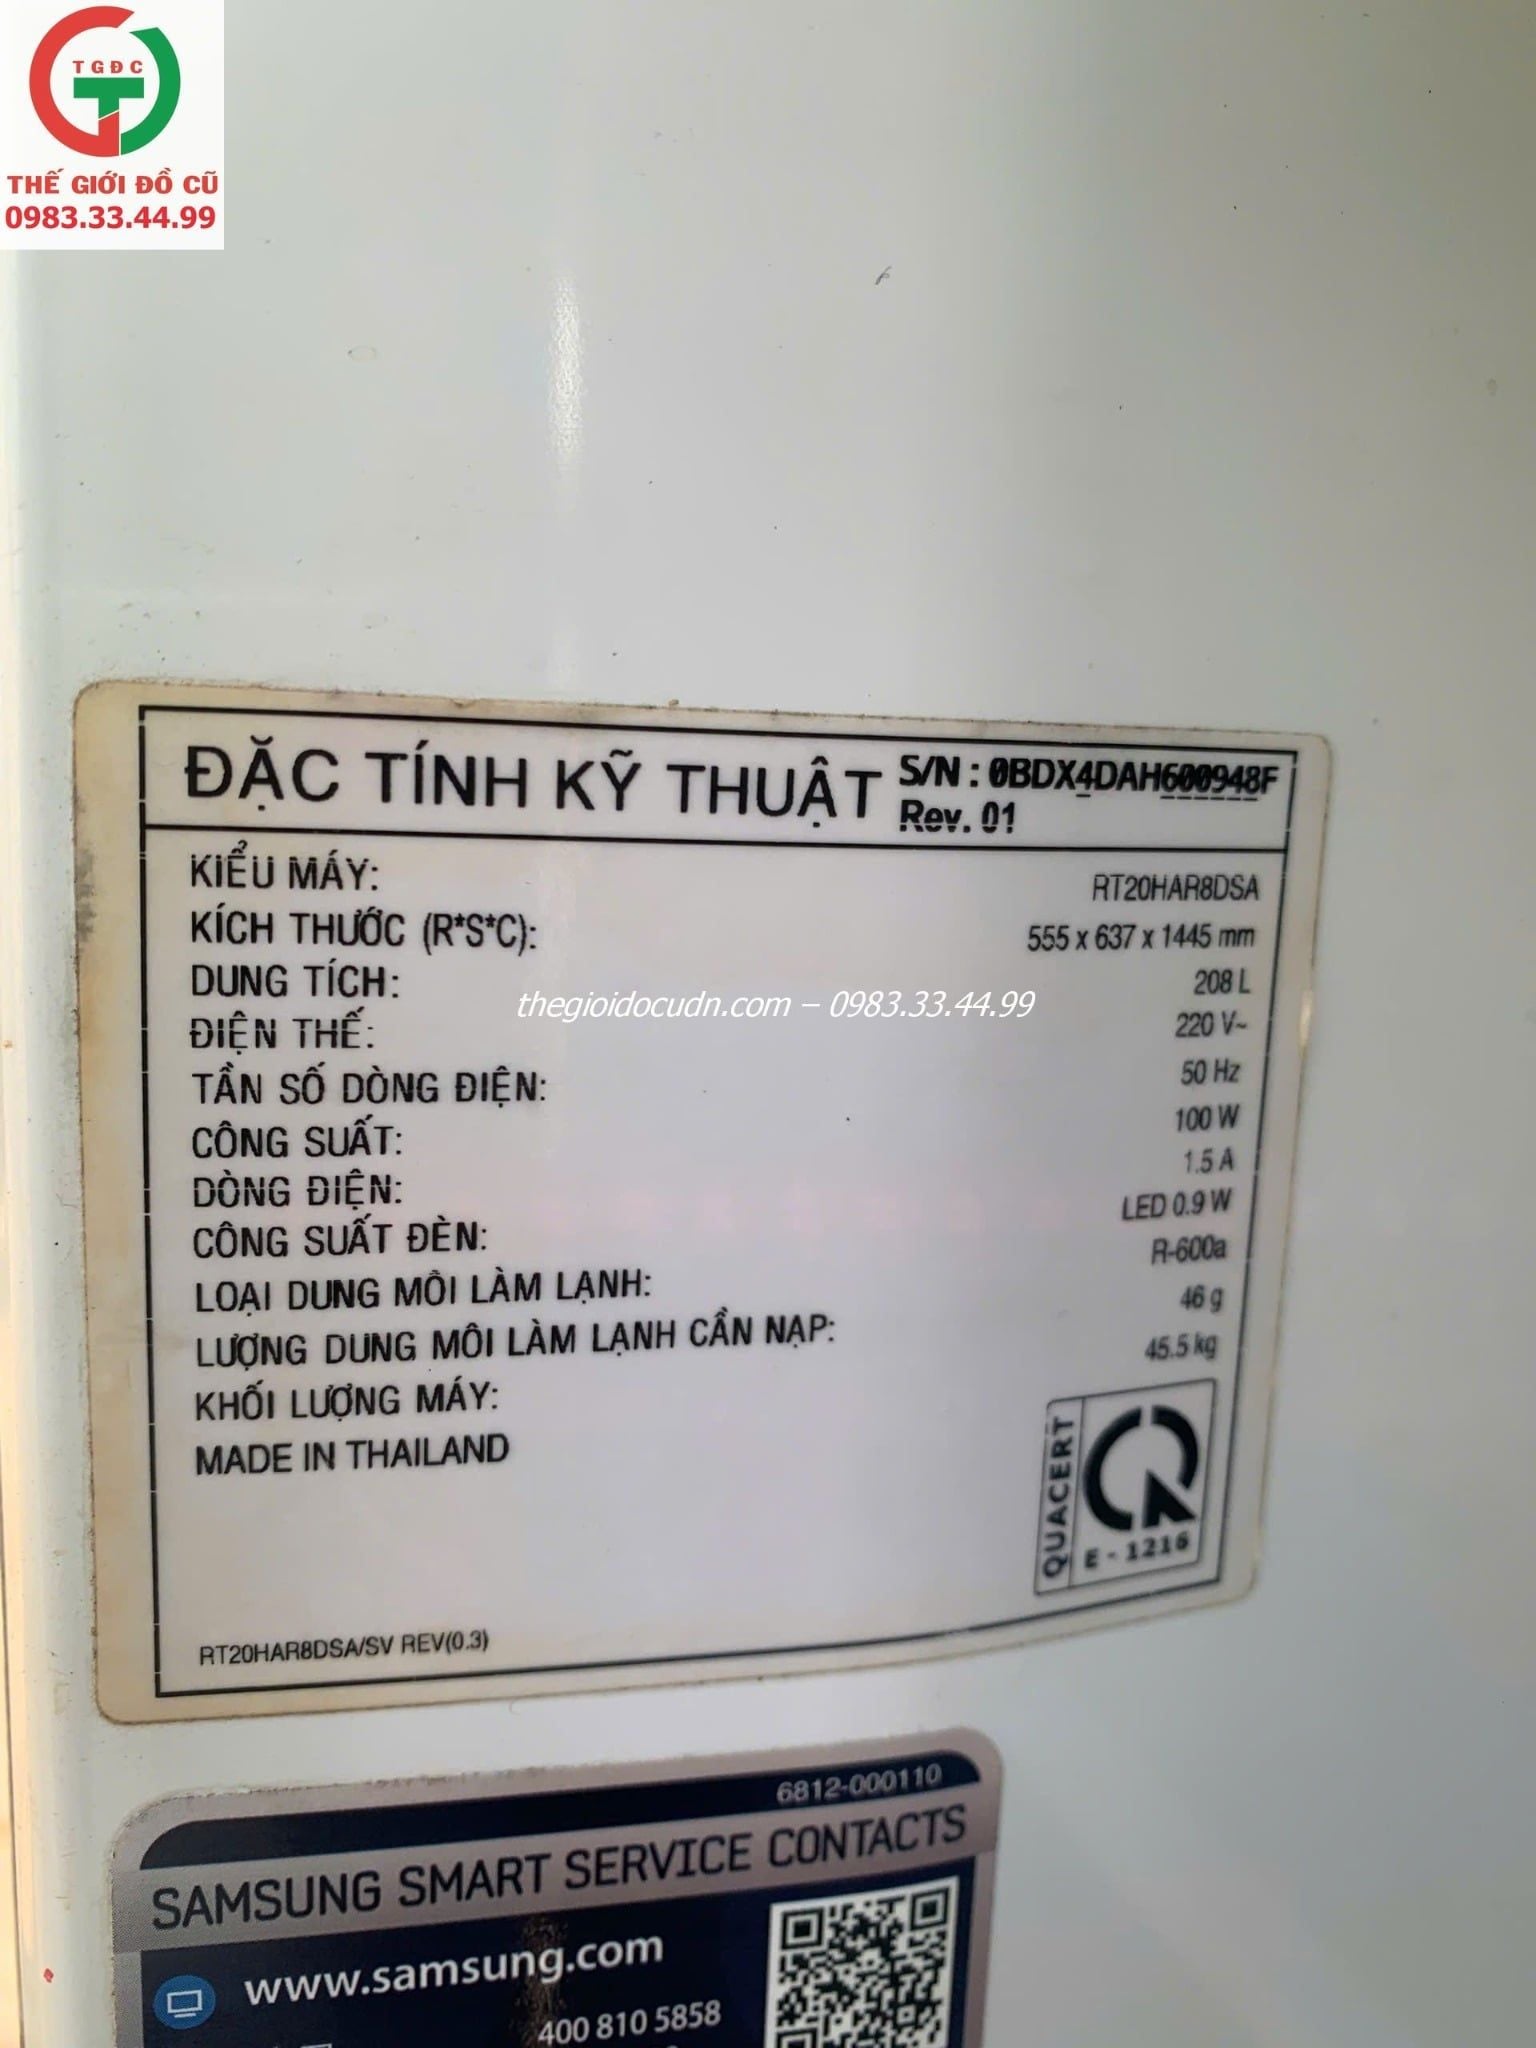 TGĐC
THẾ GIỚI ĐỒ CŨ
0983.33.44.99
ĐẶC TÍNH KỸ THUẬT
S/N : 0BDX4DAH600948F
Rev. 01
KIỂU MÁY: RT20HAR8DSA
KÍCH THƯỚC (R*S*C): 555 x 637 x 1445 mm
DUNG TÍCH: 208 L
thegioidocudn.com – 0983.33.44.99
ĐIỆN THẾ: 220 V~
TẦN SỐ DÒNG ĐIỆN: 50 Hz
CÔNG SUẤT: 100 W
DÒNG ĐIỆN: 1.5 A
CÔNG SUẤT ĐÈN: LED 0.9 W
LOẠI DUNG MÔI LÀM LẠNH: R-600a
LƯỢNG DUNG MÔI LÀM LẠNH CẦN NẠP: 46 g
KHỐI LƯỢNG MÁY: 45.5 kg
MADE IN THAILAND
QUACERT
E - 1216
RT20HAR8DSA/SV REV(0.3)
6812-000110
SAMSUNG SMART SERVICE CONTACTS
www.samsung.com
400 810 5858